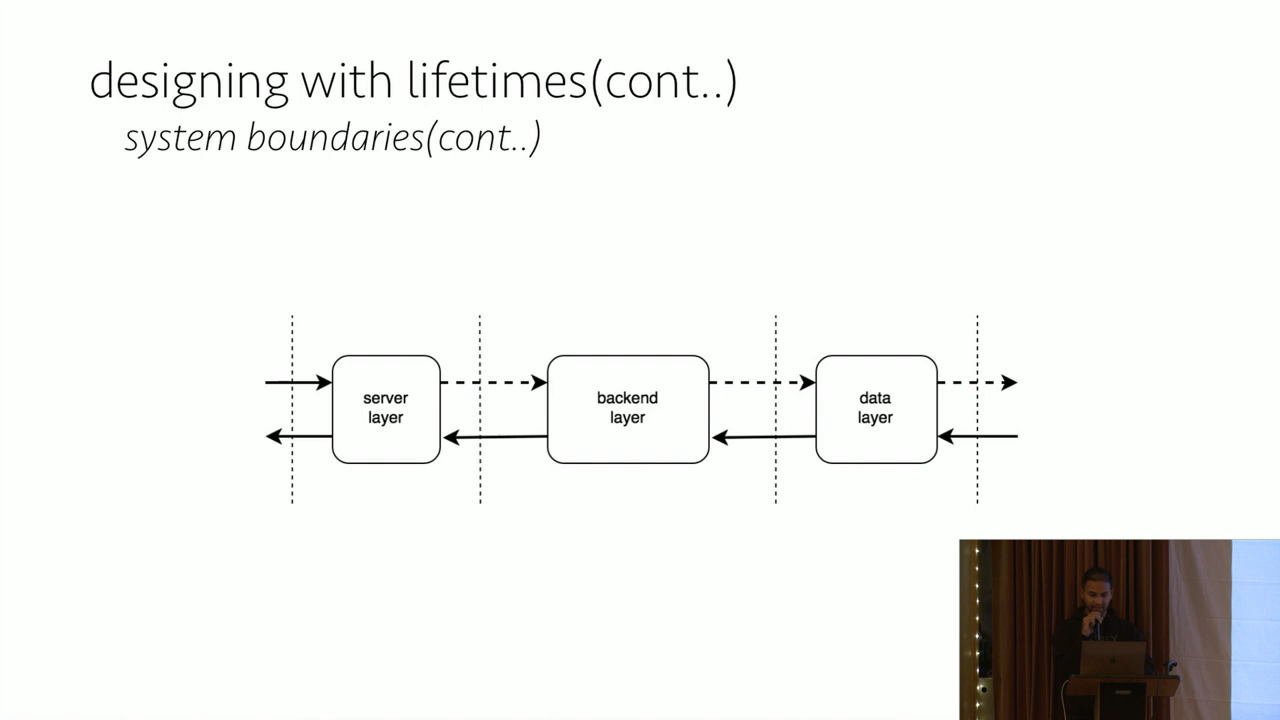 designing with lifetimes(cont..)
system boundaries(cont..)
server
layer
backend
layer
data
layer